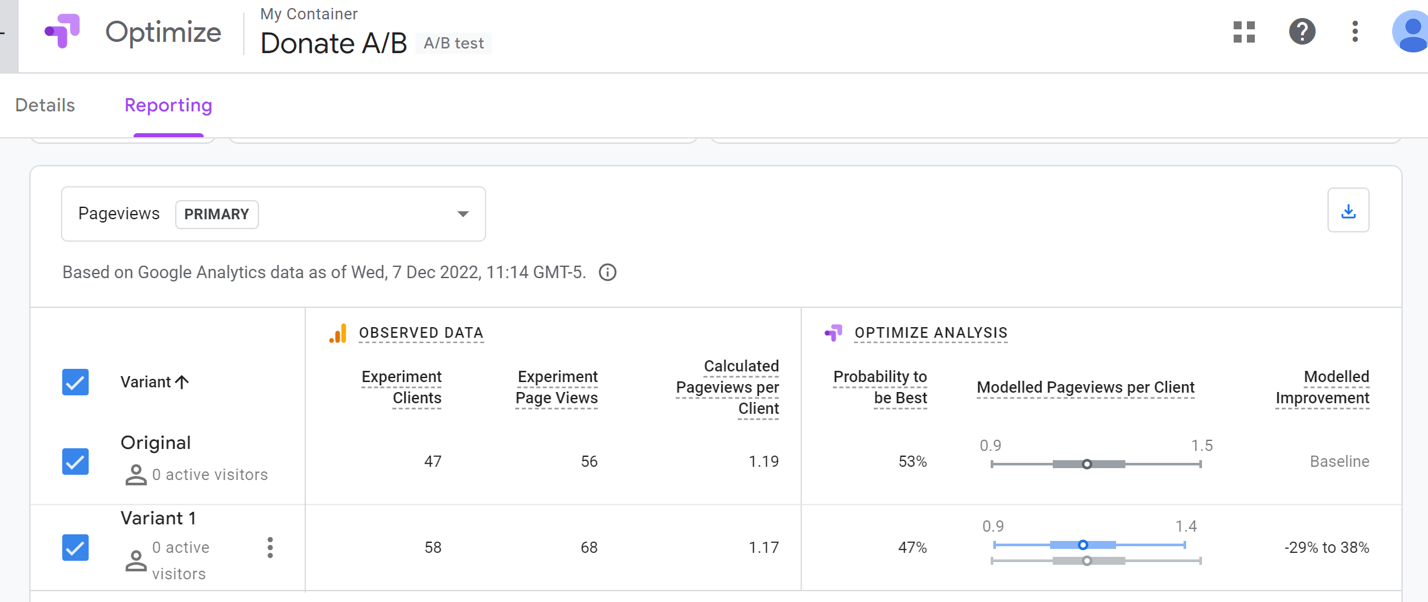 My Container
Optimize
Donate A/B A/B test
Details Reporting
Pageviews PRIMARY
Based on Google Analytics data as of Wed, 7 Dec 2022, 11:14 GMT-5.
OBSERVED DATA
OPTIMIZE ANALYSIS
Variant
Experiment
Clients
Experiment
Page Views
Calculated
Pageviews per
Client
Probability to
be Best
Modelled Pageviews per Client
Modelled
Improvement
Original
0 active visitors
47
56
1.19
53%
0.9 1.5
Baseline
Variant 1
0 active
visitors
58
68
1.17
47%
0.9 1.4
-29% to 38%